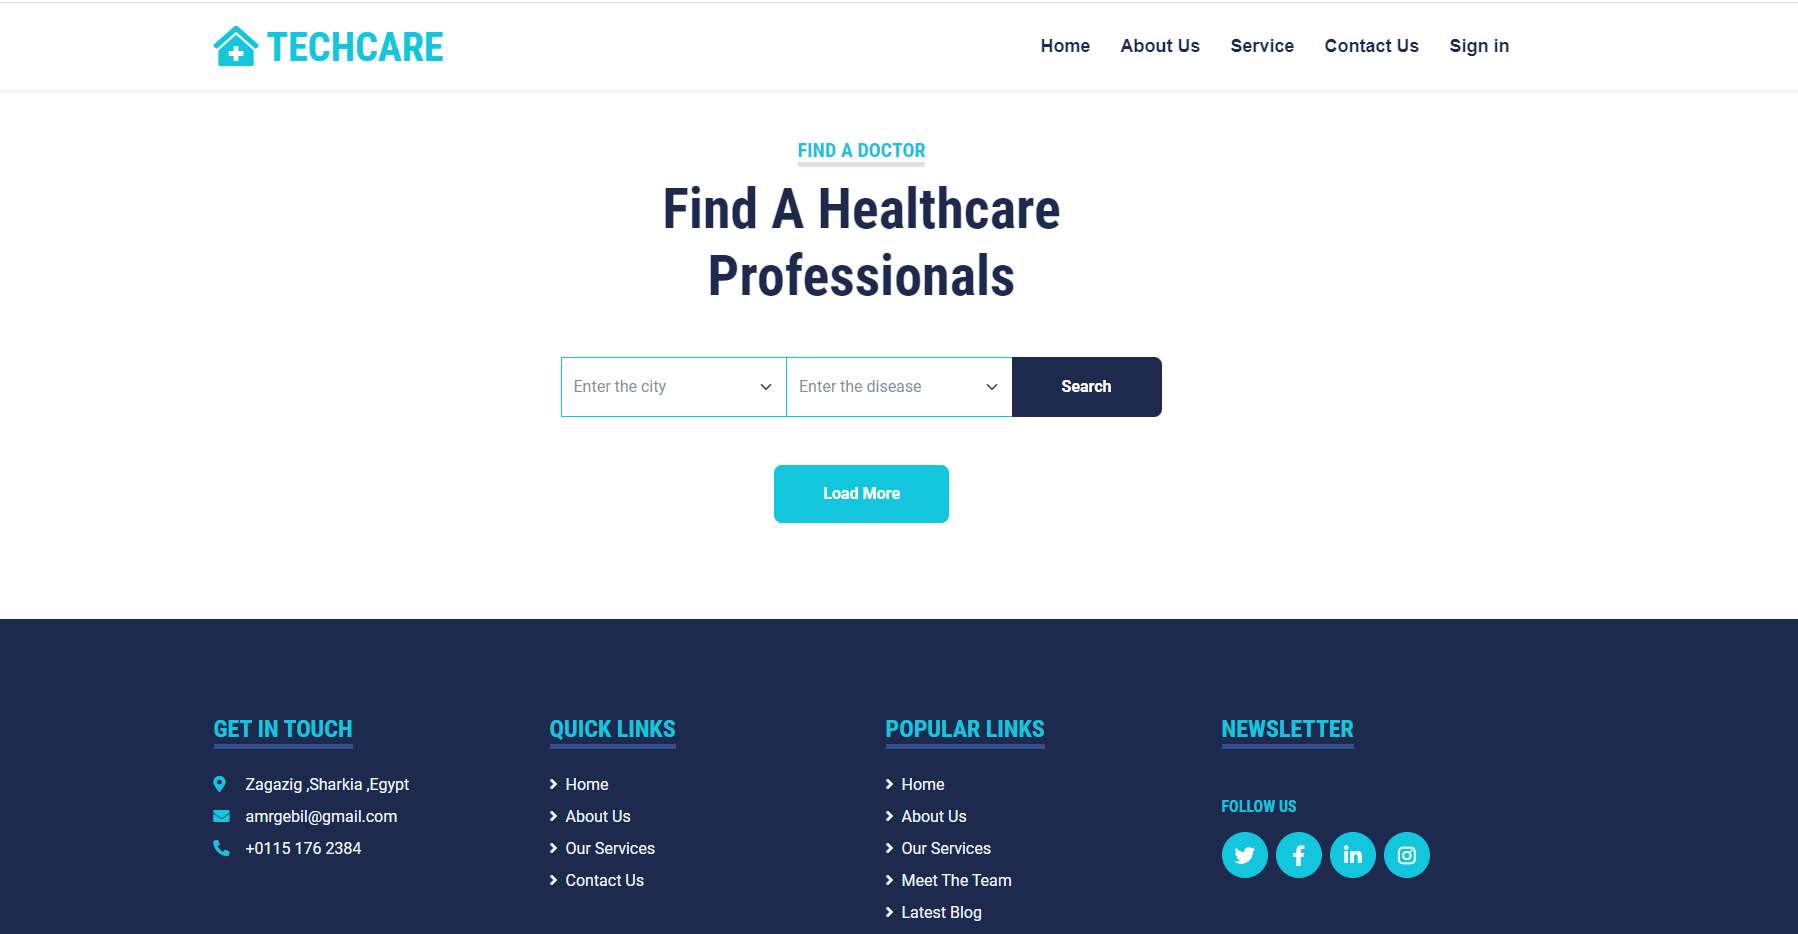 TECHCARE
Home About Us Service Contact Us Sign in
FIND A DOCTOR
Find A Healthcare
Professionals
Enter the city Enter the disease Search
Load More
GET IN TOUCH
Zagazig ,Sharkia ,Egypt
amrgebil@gmail.com
+0115 176 2384
QUICK LINKS
Home
About Us
Our Services
Contact Us
POPULAR LINKS
Home
About Us
Our Services
Meet The Team
Latest Blog
NEWSLETTER
FOLLOW US